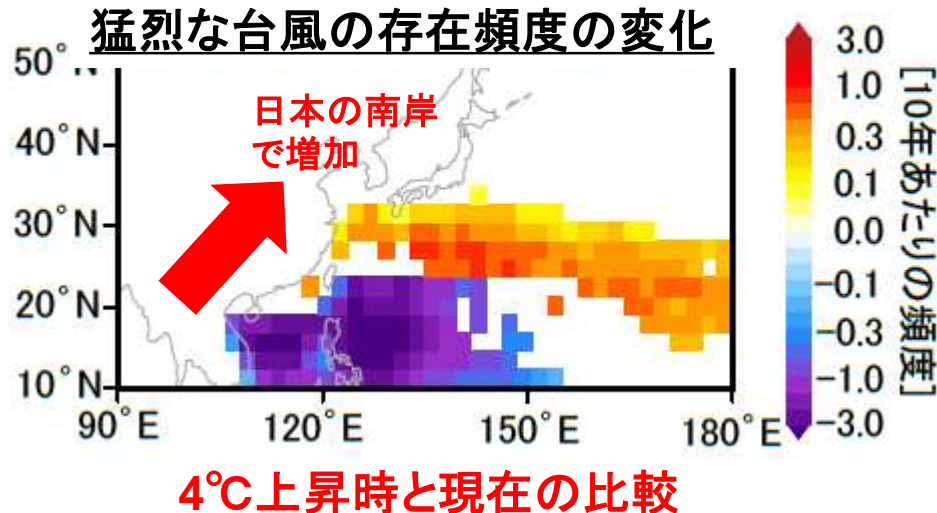 猛烈な台風の存在頻度の変化
50°N
40°N
30°N
20°N
10°N
90°E
120°E
150°E
180°E
日本の南岸
で増加
3.0
1.0
0.3
0.1
0.0
-0.1
-0.3
-1.0
-3.0
[10年あたりの頻度]
4℃上昇時と現在の比較